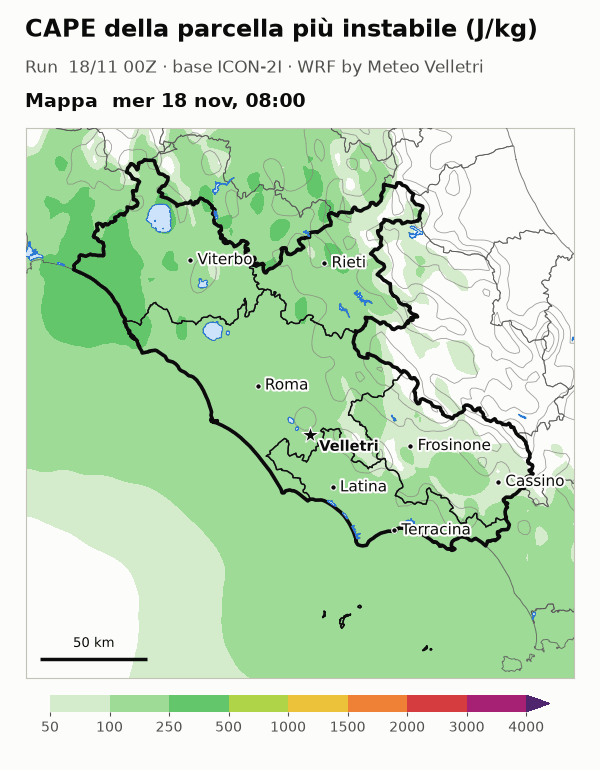 CAPE della parcella più instabile (J/kg)
Run  18/11 00Z · base ICON-2I · WRF by Meteo Velletri
Mappa  mer 18 nov, 08:00
Viterbo
Rieti
Roma
Velletri
Frosinone
Latina
Cassino
Terracina
50 km
50 100 250 500 1000 1500 2000 3000 4000